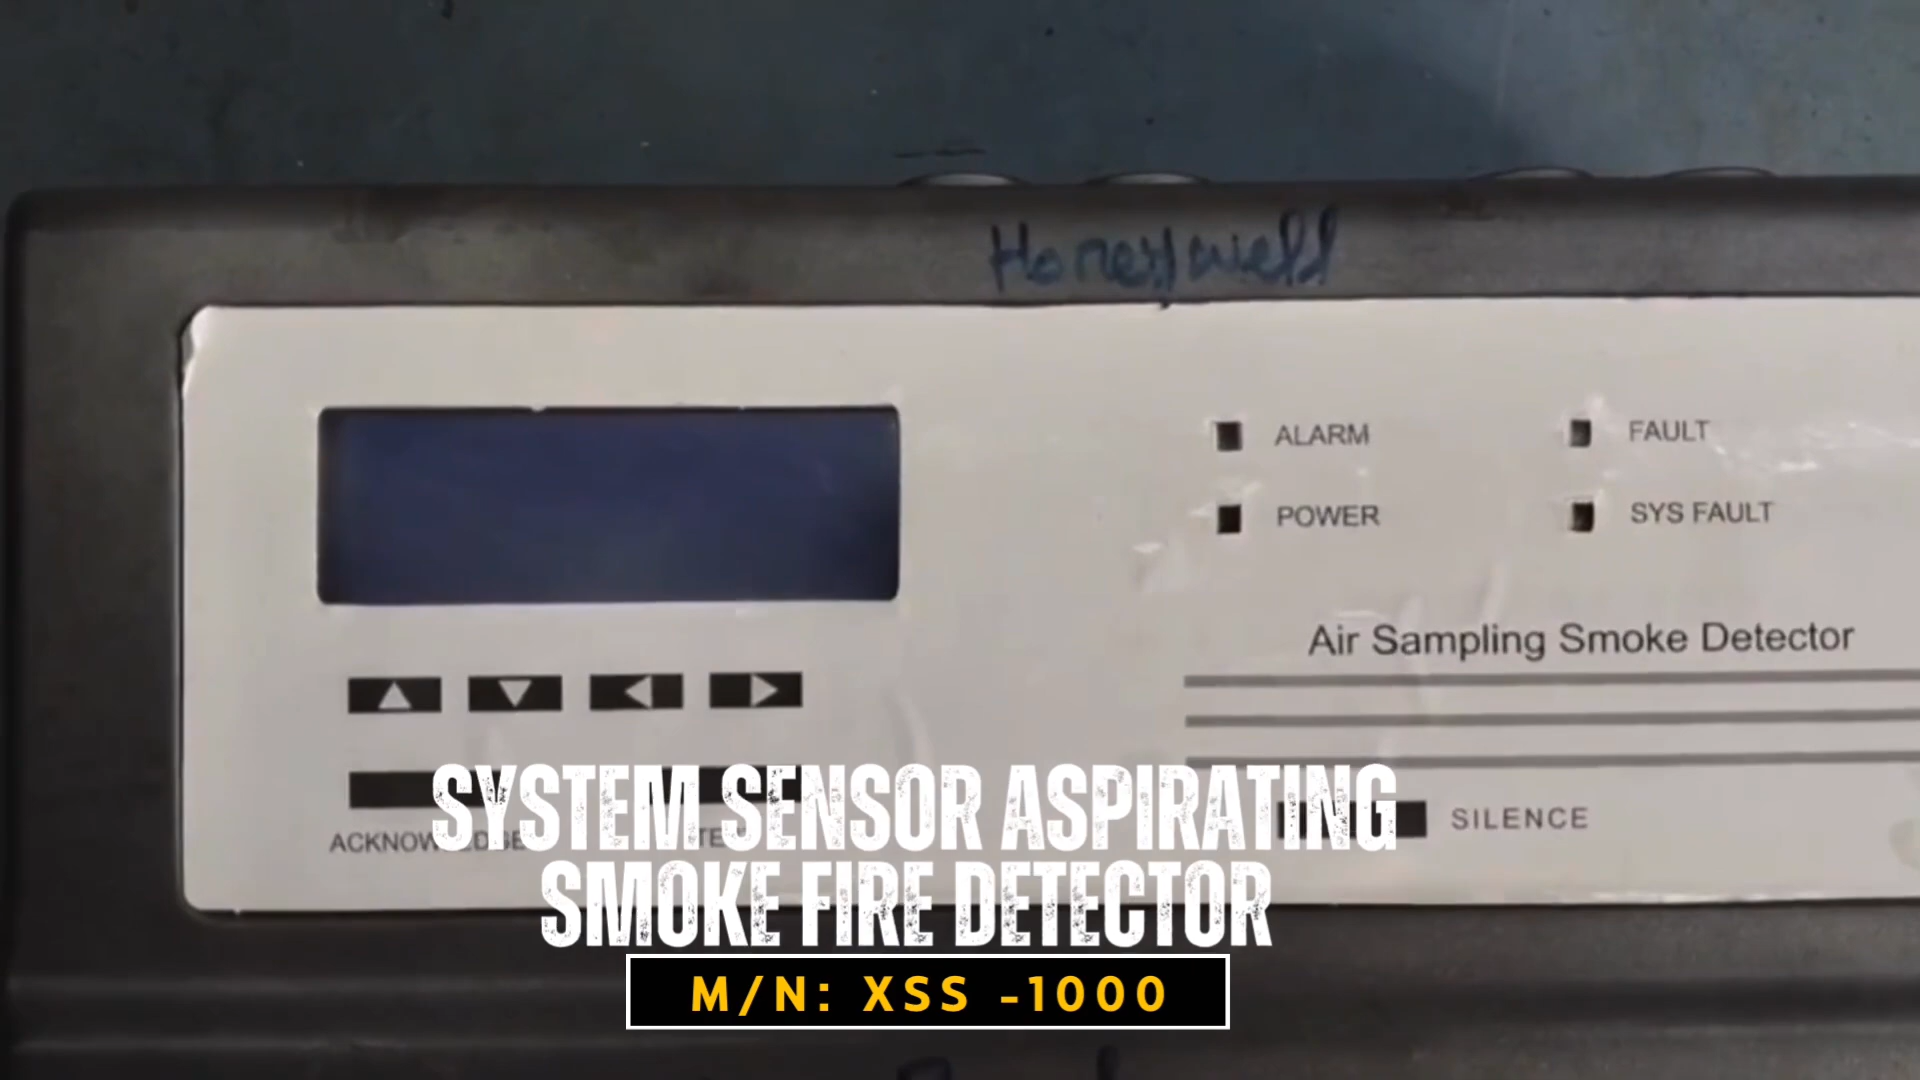 Honeywell
ALARM
FAULT
POWER
SYS FAULT
Air Sampling Smoke Detector
SILENCE
SYSTEM SENSOR ASPIRATING
SMOKE FIRE DETECTOR
M/N: XSS -1000